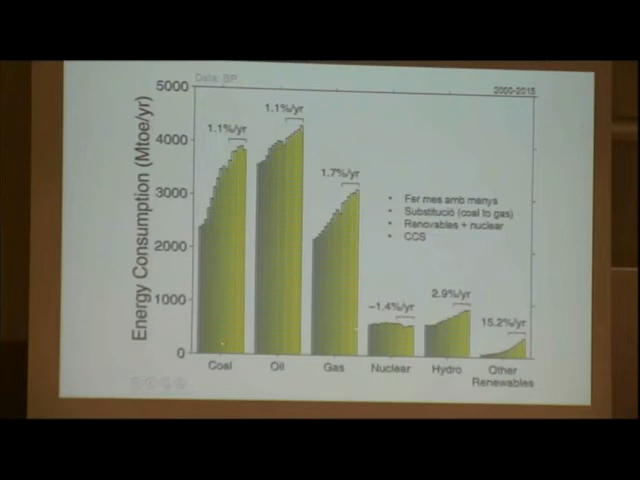 Data: BP
2000-2015
Energy Consumption (Mtoe/yr)
5000
4000
3000
2000
1000
0
1.1%/yr
1.1%/yr
1.7%/yr
−1.4%/yr
2.9%/yr
15.2%/yr
• Fer mes amb menys
• Substitució (coal to gas)
• Renovables + nuclear
• CCS
Coal
Oil
Gas
Nuclear
Hydro
Other
Renewables